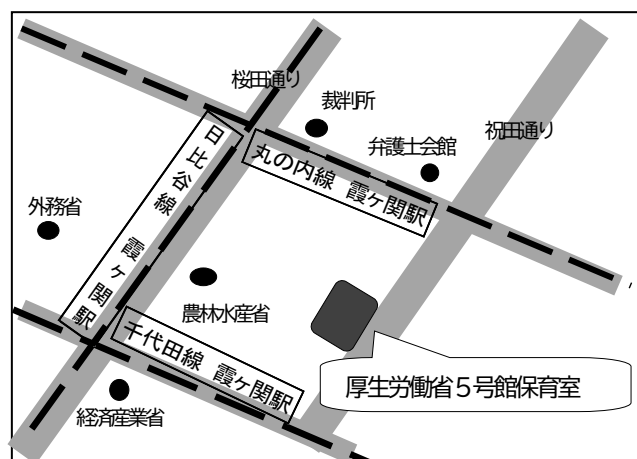 桜田通り
裁判所
祝田通り
弁護士会館
丸の内線 霞ヶ関駅
日比谷線 霞ヶ関駅
外務省
農林水産省
千代田線 霞ヶ関駅
厚生労働省5号館保育室
経済産業省